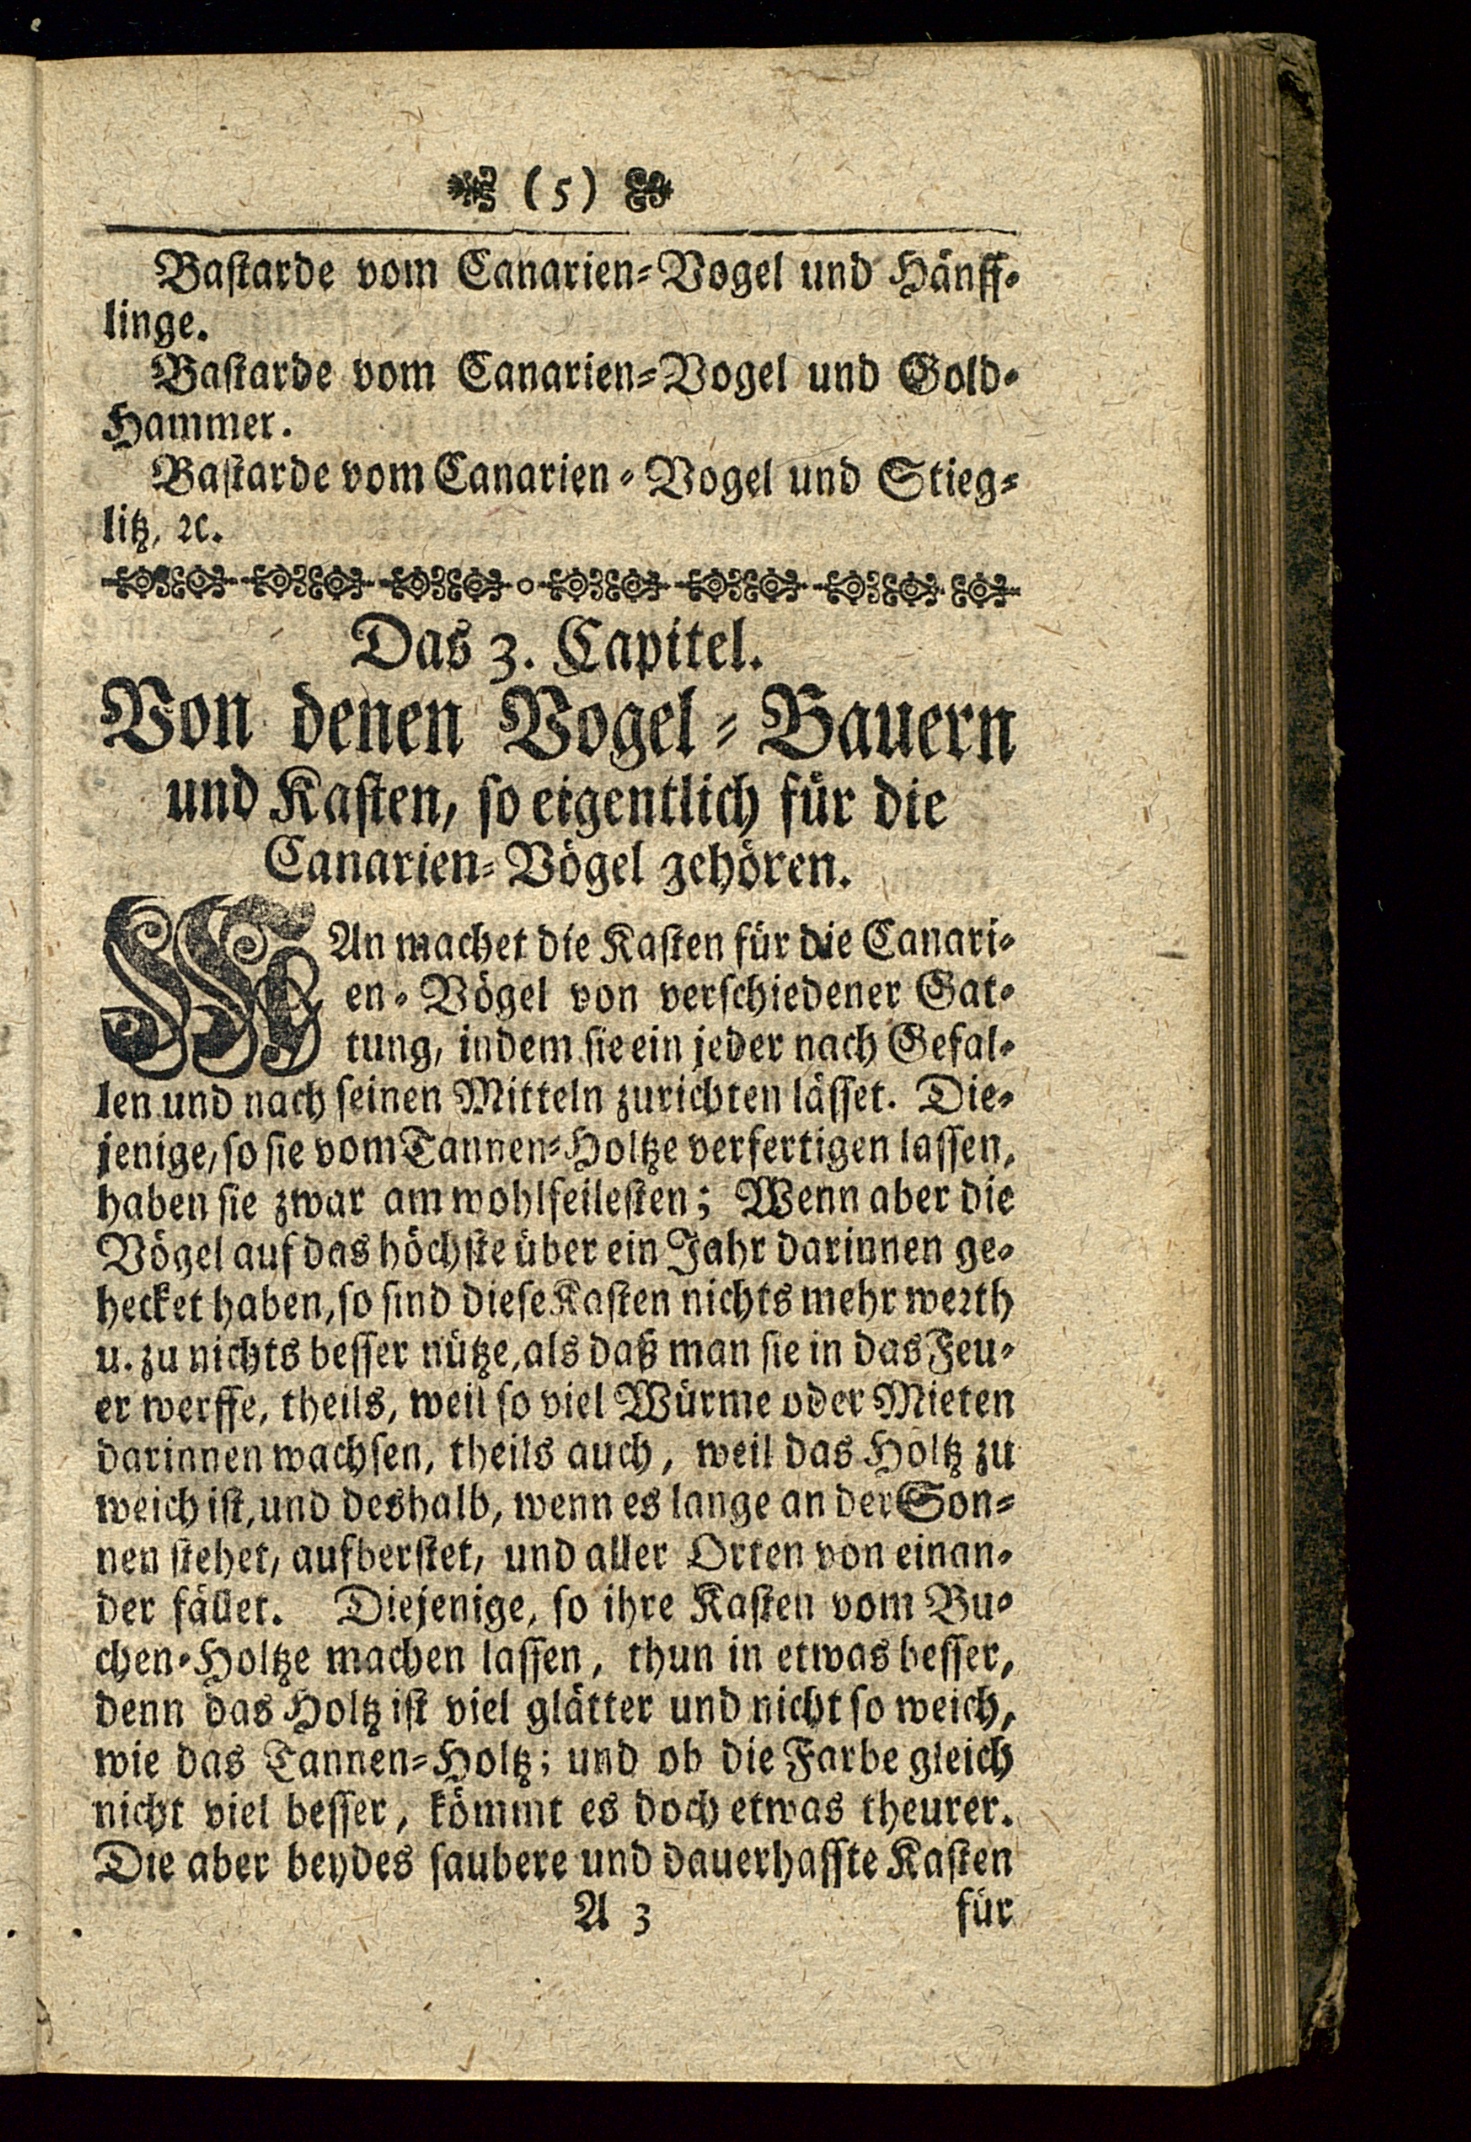 (5)
Bastarde vom Canarien-Vogel und Hänff-
linge.
Bastarde vom Canarien-Vogel und Gold-
Hammer.
Bastarde vom Canarien-Vogel und Stieg-
litz, ꝛc.
Das 3. Capitel.
Von denen Vogel-Bauern
und Kasten, so eigentlich für die
Canarien-Vögel gehören.
MAn machet die Kasten für die Canari-
en-Vögel von verschiedener Gat-
tung, indem sie ein jeder nach Gefal-
len und nach seinen Mitteln zurichten lässet. Die-
jenige, so sie vom Tannen-Holtze verfertigen lassen,
haben sie zwar am wohlfeilesten; Wenn aber die
Vögel auf das höchste über ein Jahr darinnen ge-
hecket haben, so sind diese Kasten nichts mehr werth
u. zu nichts besser nütze, als daß man sie in das Feu-
er werffe, theils, weil so viel Würme oder Mieten
darinnen wachsen, theils auch, weil das Holtz zu
weich ist, und deshalb, wenn es lange an der Son-
nen stehet, aufberstet, und aller Orten von einan-
der fället. Diejenige, so ihre Kasten vom Bu-
chen-Holtze machen lassen, thun in etwas besser,
denn das Holtz ist viel glätter und nicht so weich,
wie das Tannen-Holtz; und ob die Farbe gleich
nicht viel besser, kömmt es doch etwas theurer.
Die aber beydes saubere und dauerhaffte Kasten
A 3 für